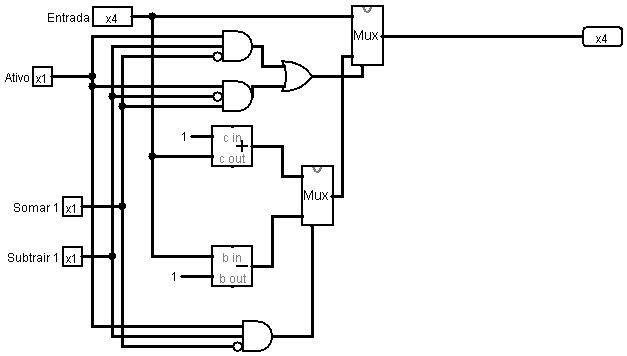 Entrada x4
Mux x4
Ativo x1
1 c in
+
c out
Mux
Somar 1 x1
Subtrair 1 x1
b in
−
1 b out